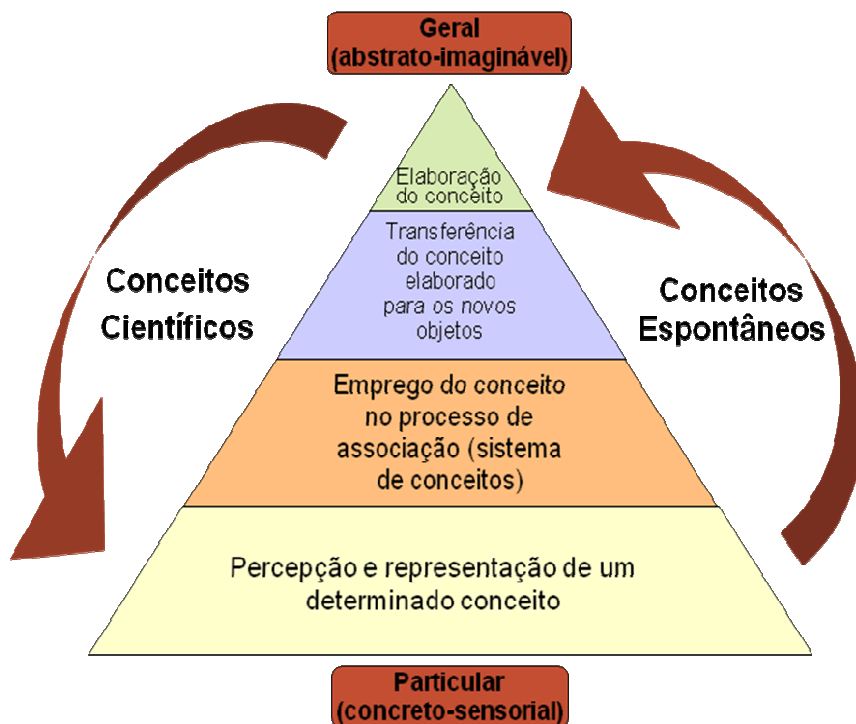 Geral
(abstrato-imaginável)
Elaboração
do conceito
Transferência
do conceito
elaborado
para os novos
objetos
Conceitos
Científicos
Conceitos
Espontâneos
Emprego do conceito
no processo de
associação (sistema
de conceitos)
Percepção e representação de um
determinado conceito
Particular
(concreto-sensorial)